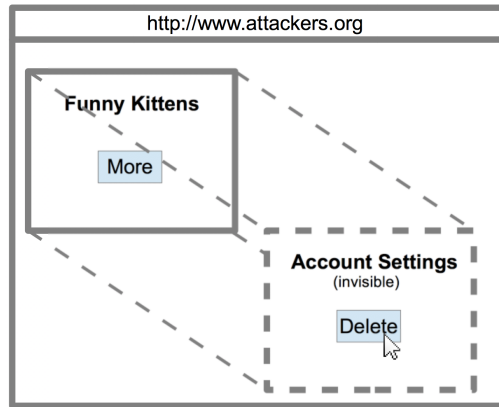 http://www.attackers.org
Funny Kittens
More
Account Settings
(invisible)
Delete